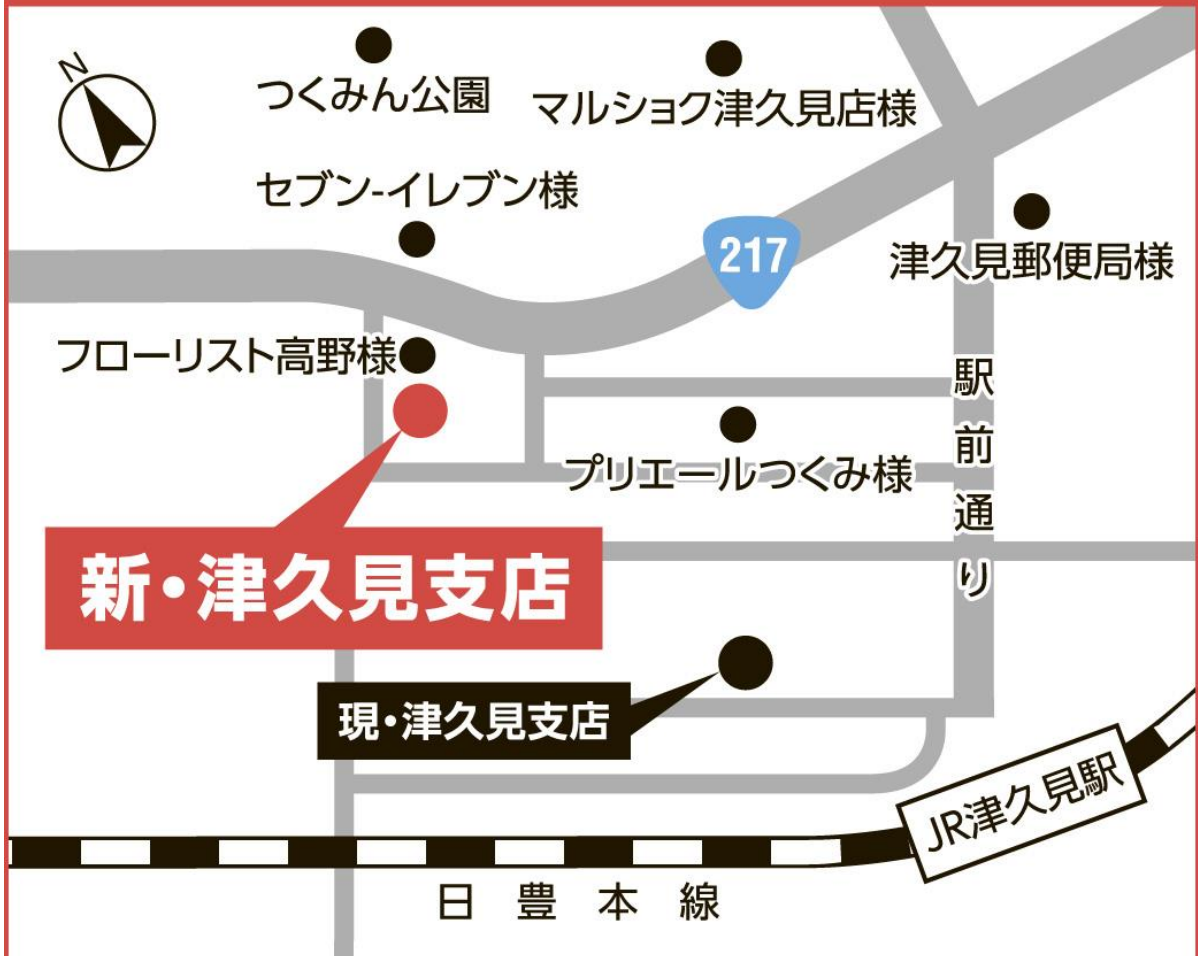 N
つくみん公園
マルショク津久見店様
セブン-イレブン様
217
津久見郵便局様
フローリスト高野様
駅前通り
プリエールつくみ様
新・津久見支店
現・津久見支店
JR津久見駅
日豊本線